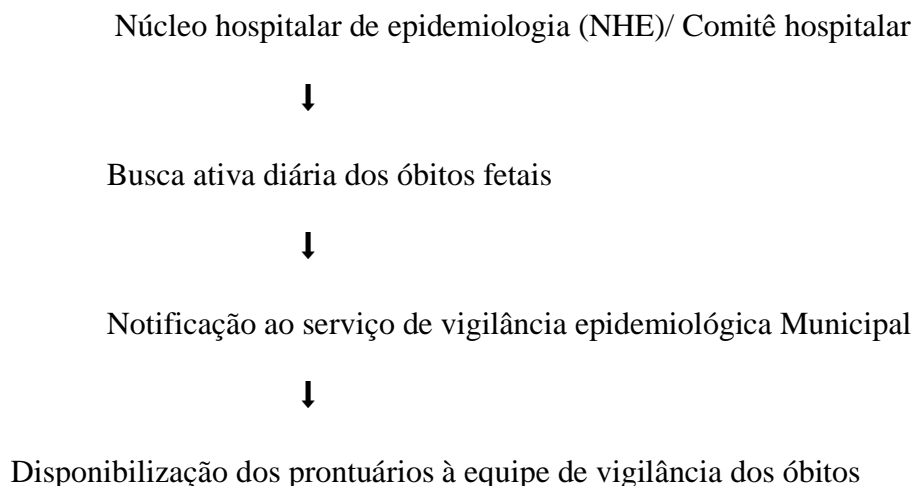 Núcleo hospitalar de epidemiologia (NHE)/ Comitê hospitalar
Busca ativa diária dos óbitos fetais
Notificação ao serviço de vigilância epidemiológica Municipal
Disponibilização dos prontuários à equipe de vigilância dos óbitos